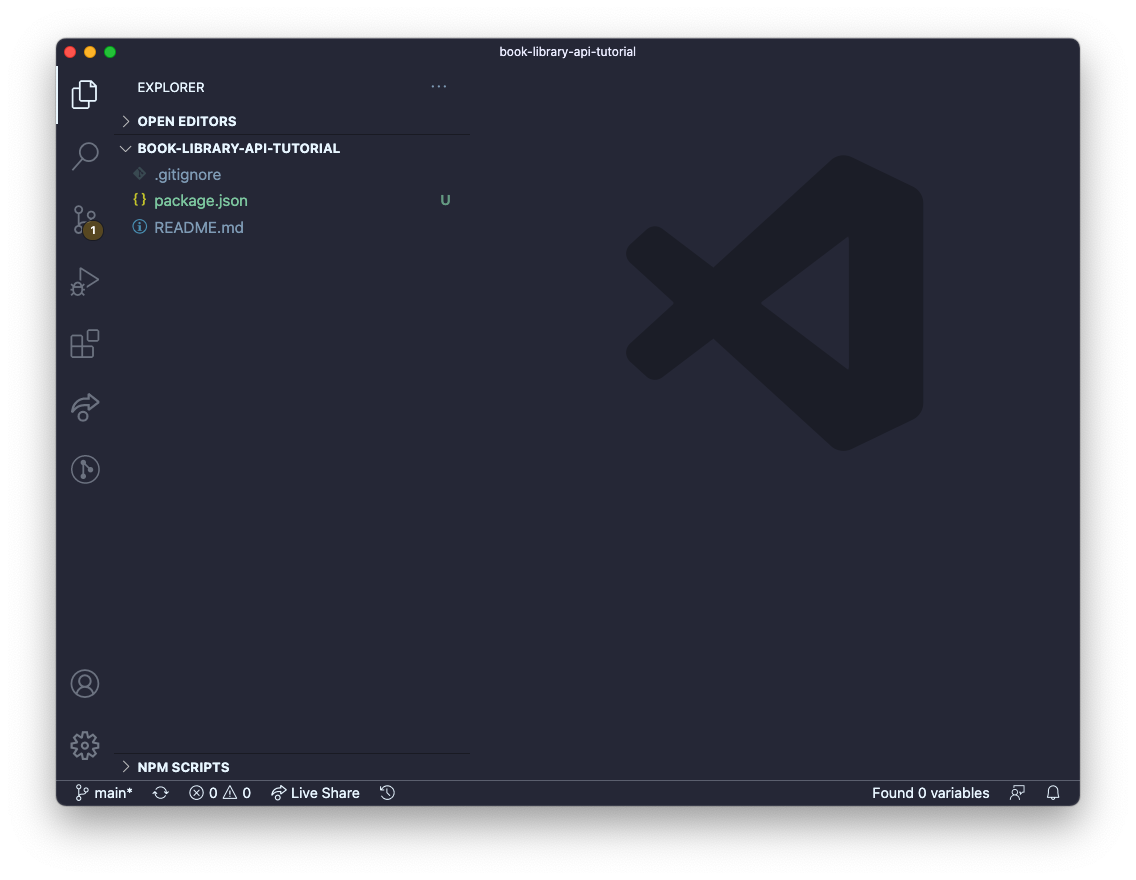 book-library-api-tutorial
EXPLORER
OPEN EDITORS
BOOK-LIBRARY-API-TUTORIAL
.gitignore
{} package.json U
README.md
1
NPM SCRIPTS
main* 0 0 Live Share Found 0 variables